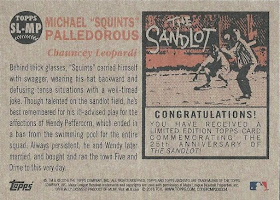 TOPPS
SL-MP
MICHAEL "SQUINTS"
PALLEDOROUS
Chauncey Leopardi
Behind thick glasses, "Squints" carried himself
with swagger, wearing his hat backward and
defusing tense situations with a well-timed
joke. Though talented on the sandlot field, he's
best remembered for his ill-advised play for the
affections of Wendy Peffercorn, which ended in
a ban from the swimming pool for the entire
squad. Always persistent, he and Wendy later
married, and bought and ran the town Five and
Dime to this very day.
THE
SANDLOT
CONGRATULATIONS!
YOU HAVE RECEIVED A
LIMITED EDITION TOPPS CARD
COMMEMORATING THE
25th ANNIVERSARY OF
THE SANDLOT!
Topps